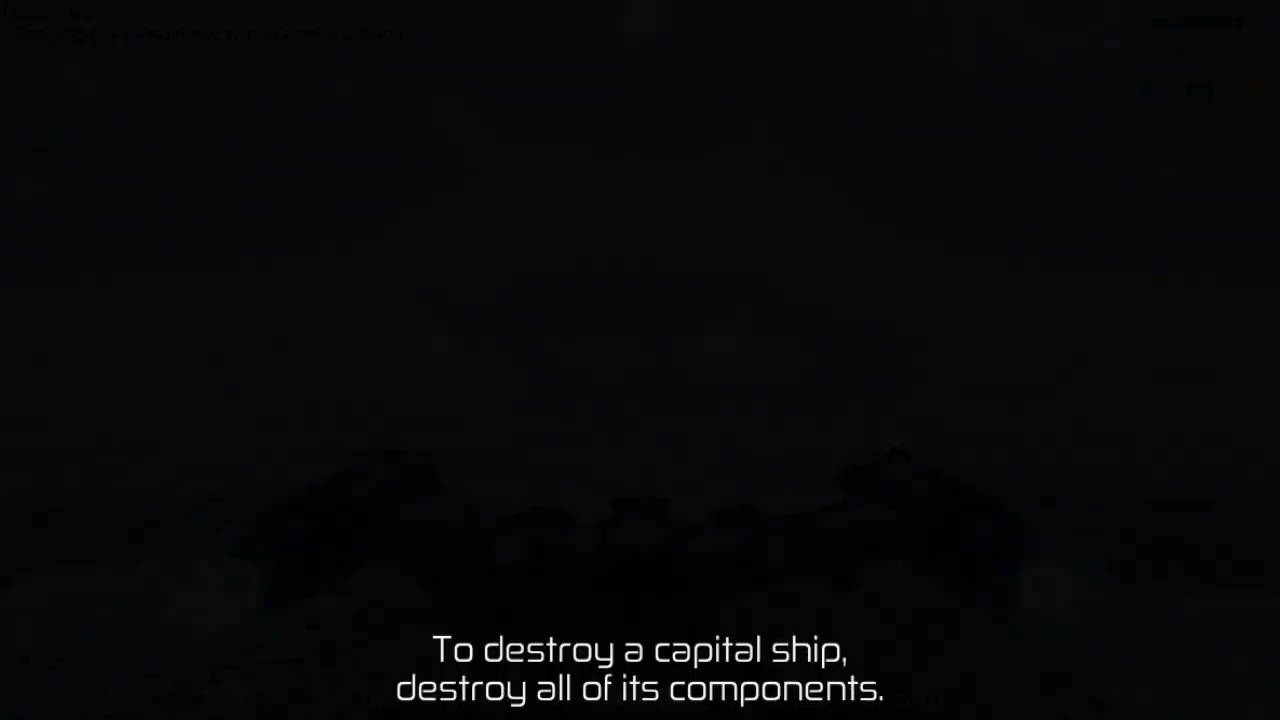 To destroy a capital ship,
destroy all of its components.